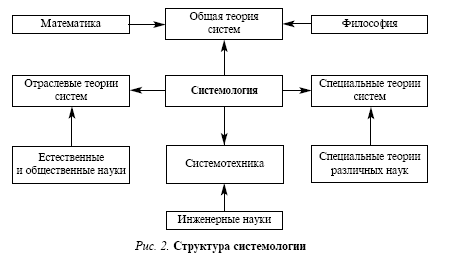 Математика
Общая теория
систем
Философия
Отраслевые теории
систем
Системология
Специальные теории
систем
Естественные
и общественные науки
Системотехника
Специальные теории
различных наук
Инженерные науки
Рис. 2. Структура системологии